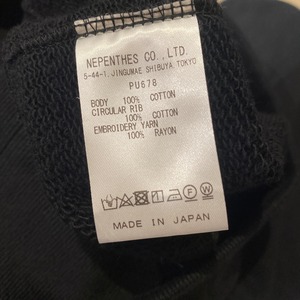 NEPENTHES CO., LTD.
5-44-1, JINGUMAE SHIBUYA TOKYO
PU678
BODY 100% COTTON
CIRCULAR RIB
100% COTTON
EMBROIDERY YARN
100% RAYON
MADE IN JAPAN